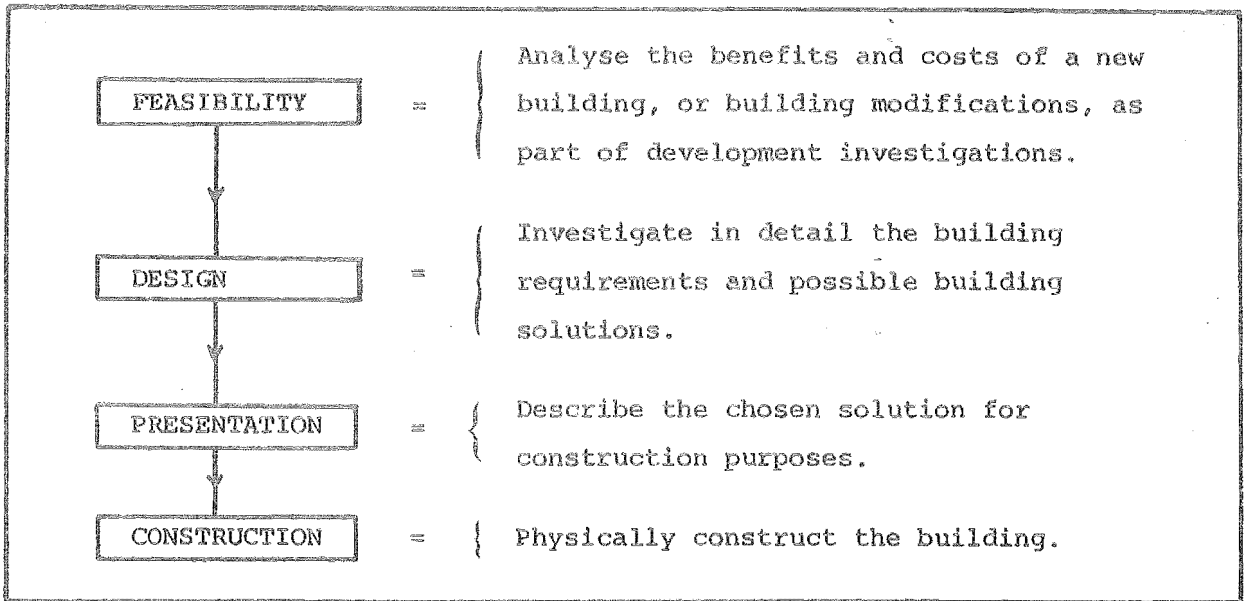 Analyse the benefits and costs of a new
FEASIBILITY = building, or building modifications, as
part of development investigations.
Investigate in detail the building
DESIGN = requirements and possible building
solutions.
PRESENTATION = Describe the chosen solution for
construction purposes.
CONSTRUCTION = Physically construct the building.